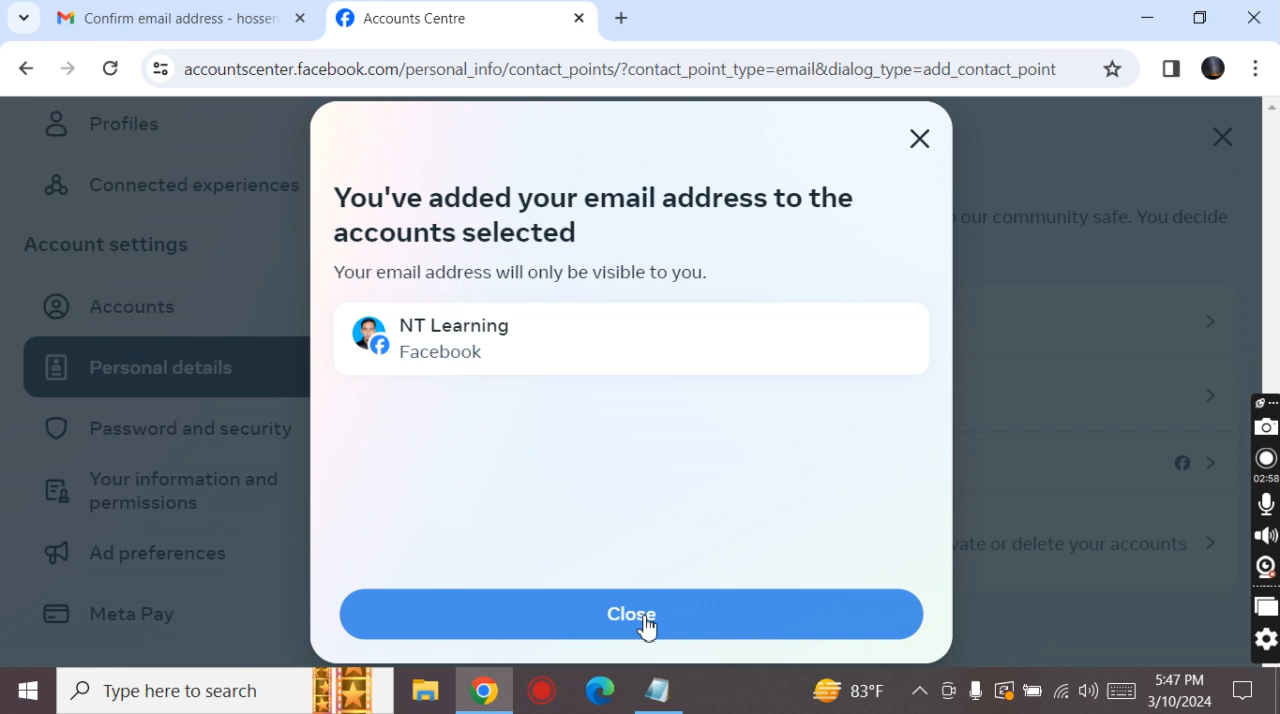 Confirm email address - hossen
Accounts Centre
accountscenter.facebook.com/personal_info/contact_points/?contact_point_type=email&dialog_type=add_contact_point
Profiles
Connected experiences
Account settings
Accounts
Personal details
Password and security
Your information and
permissions
Ad preferences
Meta Pay
You've added your email address to the
accounts selected
Your email address will only be visible to you.
NT Learning
Facebook
Close
our community safe. You decide
vate or delete your accounts
02:58
Type here to search
83°F
5:47 PM
3/10/2024